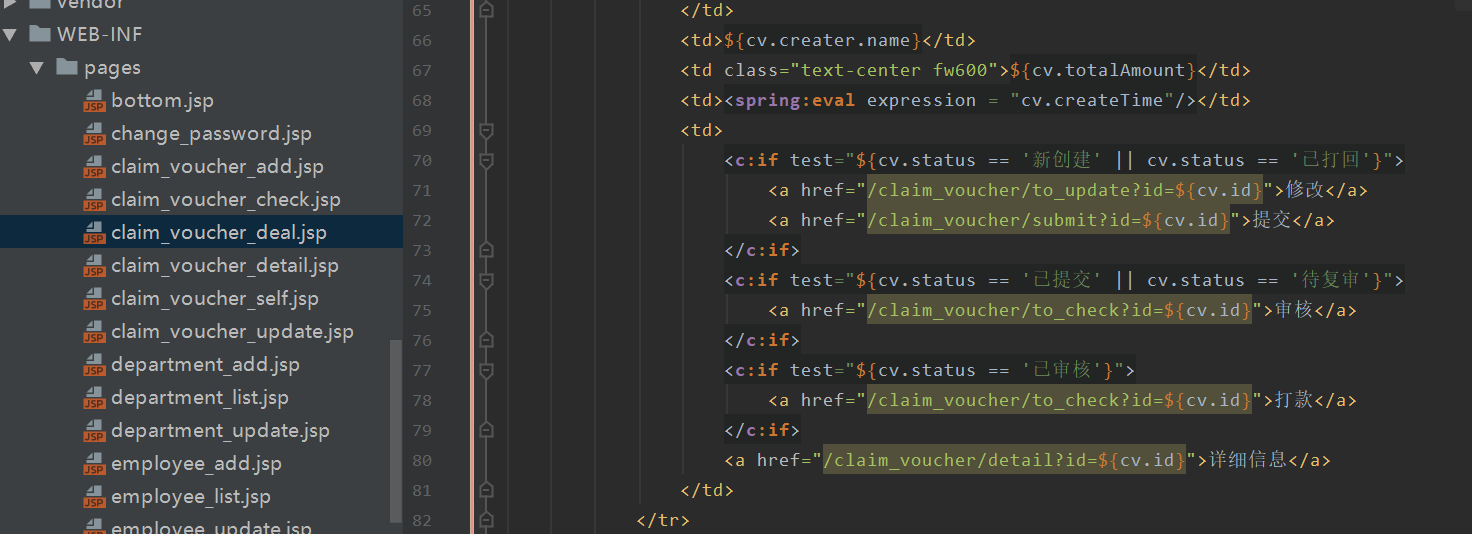 vendor
WEB-INF
pages
bottom.jsp
change_password.jsp
claim_voucher_add.jsp
claim_voucher_check.jsp
claim_voucher_deal.jsp
claim_voucher_detail.jsp
claim_voucher_self.jsp
claim_voucher_update.jsp
department_add.jsp
department_list.jsp
department_update.jsp
employee_add.jsp
employee_list.jsp
employee_update.jsp
65 </td>
66 <td>${cv.creater.name}</td>
67 <td class="text-center fw600">${cv.totalAmount}</td>
68 <td><spring:eval expression = "cv.createTime"/></td>
69 <td>
70 <c:if test="${cv.status == '新创建' || cv.status == '已打回'}">
71 <a href="/claim_voucher/to_update?id=${cv.id}">修改</a>
72 <a href="/claim_voucher/submit?id=${cv.id}">提交</a>
73 </c:if>
74 <c:if test="${cv.status == '已提交' || cv.status == '待复审'}">
75 <a href="/claim_voucher/to_check?id=${cv.id}">审核</a>
76 </c:if>
77 <c:if test="${cv.status == '已审核'}">
78 <a href="/claim_voucher/to_check?id=${cv.id}">打款</a>
79 </c:if>
80 <a href="/claim_voucher/detail?id=${cv.id}">详细信息</a>
81 </td>
82 </tr>